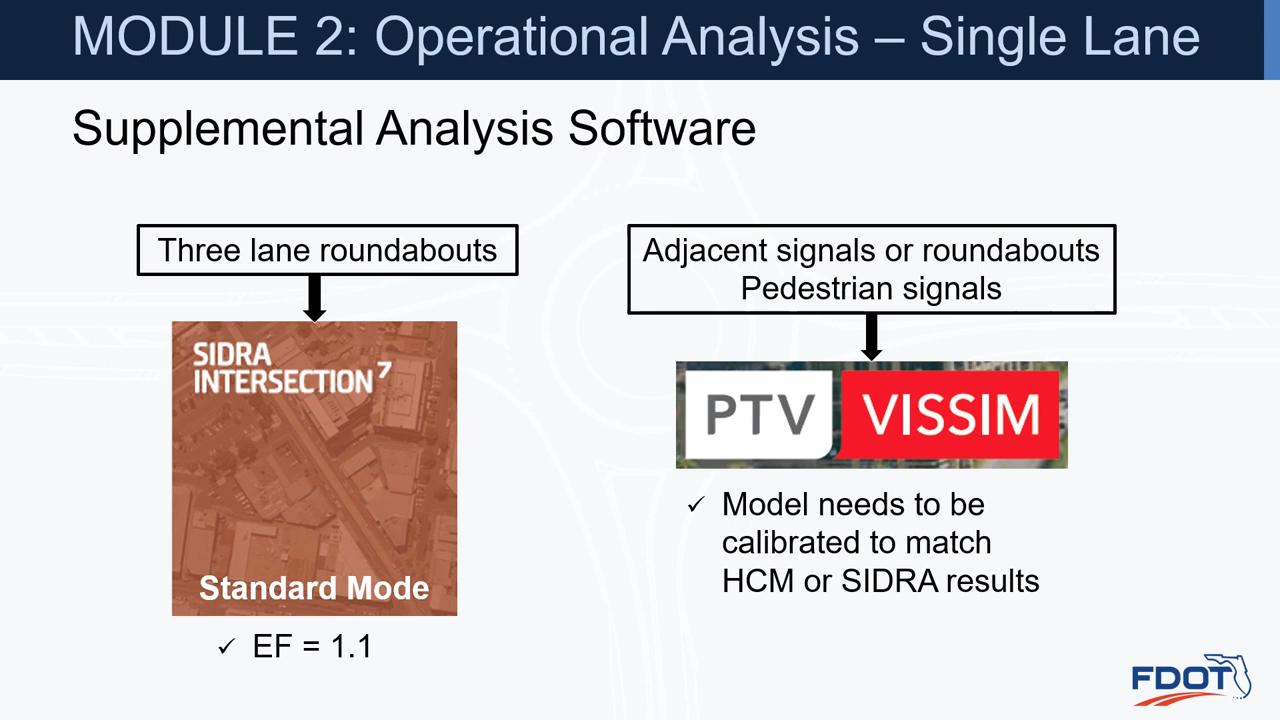 MODULE 2: Operational Analysis – Single Lane
Supplemental Analysis Software
Three lane roundabouts
SIDRA
INTERSECTION 7
Standard Mode
✓ EF = 1.1
Adjacent signals or roundabouts
Pedestrian signals
PTV VISSIM
✓ Model needs to be
calibrated to match
HCM or SIDRA results
FDOT